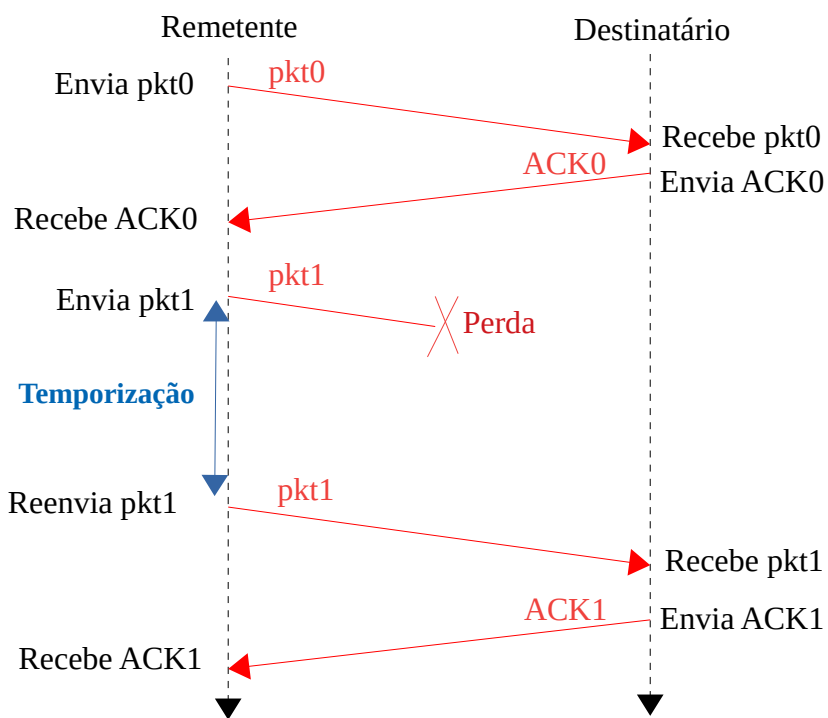 Remetente
Destinatário
Envia pkt0
pkt0
Recebe pkt0
ACK0
Envia ACK0
Recebe ACK0
pkt1
Envia pkt1
Perda
Temporização
Reenvia pkt1
pkt1
Recebe pkt1
ACK1
Envia ACK1
Recebe ACK1